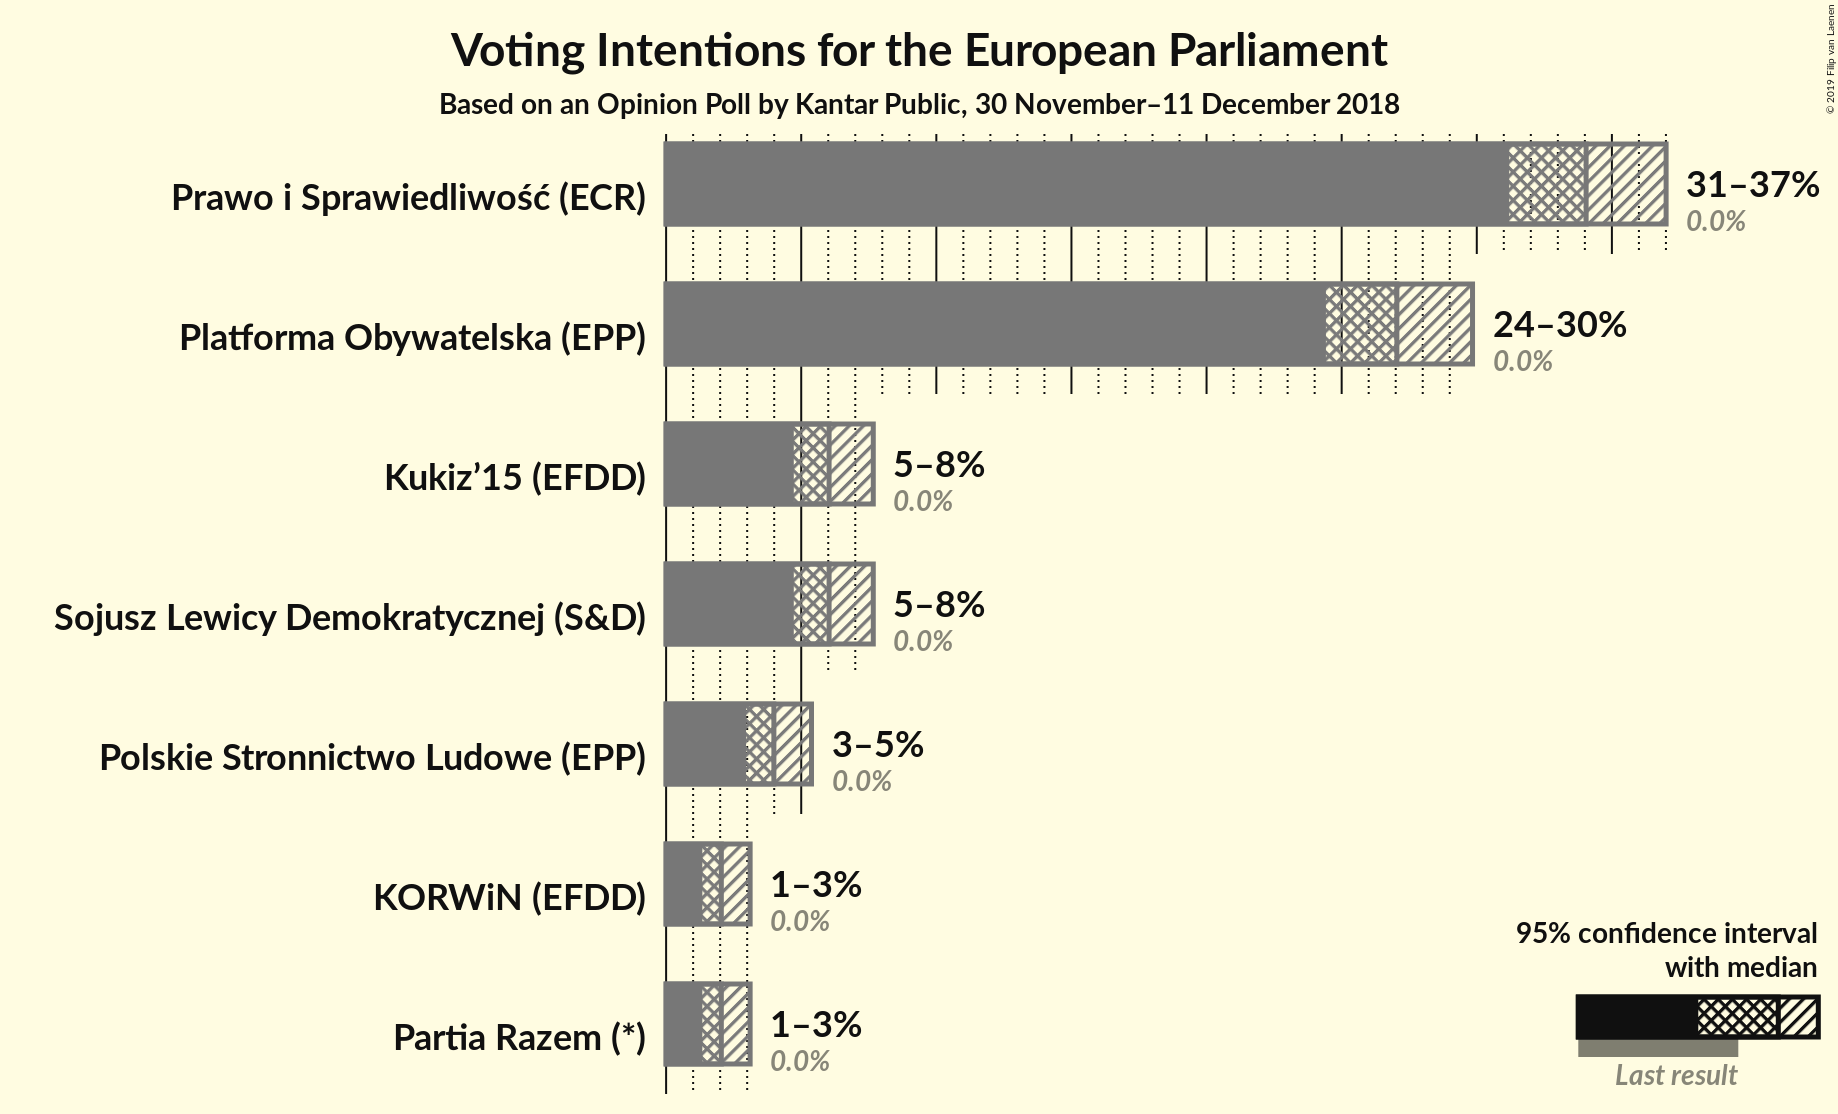 Voting Intentions for the European Parliament
Based on an Opinion Poll by Kantar Public, 30 November–11 December 2018
© 2019 Filip van Laenen
Prawo i Sprawiedliwość (ECR)
31–37%
0.0%
Platforma Obywatelska (EPP)
24–30%
0.0%
Kukiz’15 (EFDD)
5–8%
0.0%
Sojusz Lewicy Demokratycznej (S&D)
5–8%
0.0%
Polskie Stronnictwo Ludowe (EPP)
3–5%
0.0%
KORWiN (EFDD)
1–3%
0.0%
Partia Razem (*)
1–3%
0.0%
95% confidence interval
with median
Last result